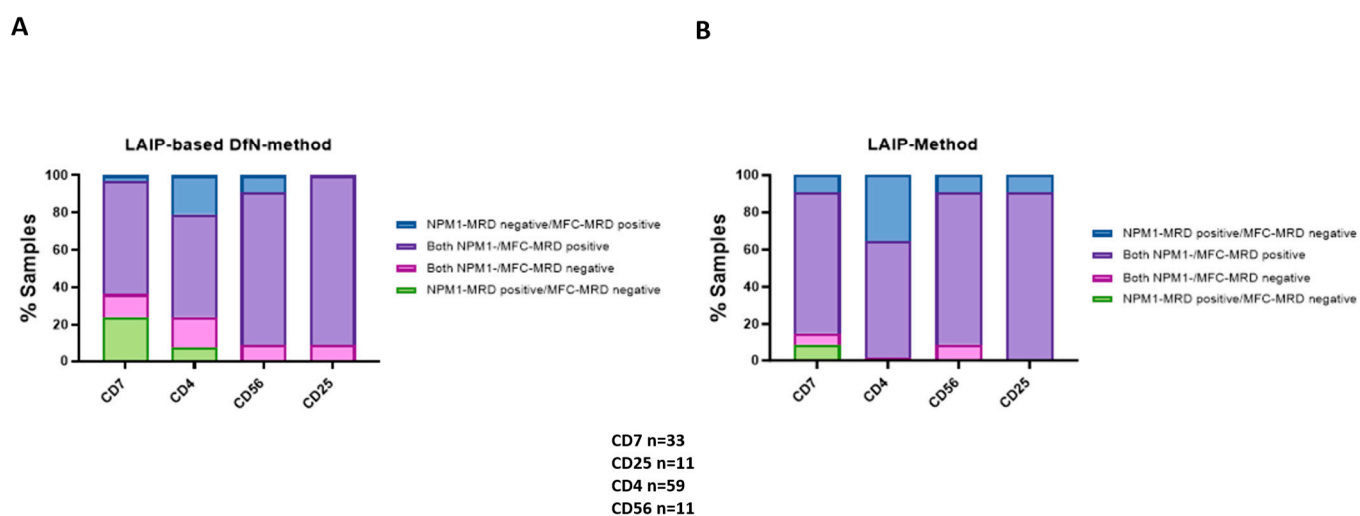 A
B
LAIP-based DfN-method
% Samples
100
80
60
40
20
0
CD7
CD4
CD56
CD25
NPM1-MRD negative/MFC-MRD positive
Both NPM1-/MFC-MRD positive
Both NPM1-/MFC-MRD negative
NPM1-MRD positive/MFC-MRD negative
LAIP-Method
% Samples
100
80
60
40
20
0
CD7
CD4
CD56
CD25
NPM1-MRD positive/MFC-MRD negative
Both NPM1-/MFC-MRD positive
Both NPM1-/MFC-MRD negative
NPM1-MRD positive/MFC-MRD negative
CD7 n=33
CD25 n=11
CD4 n=59
CD56 n=11